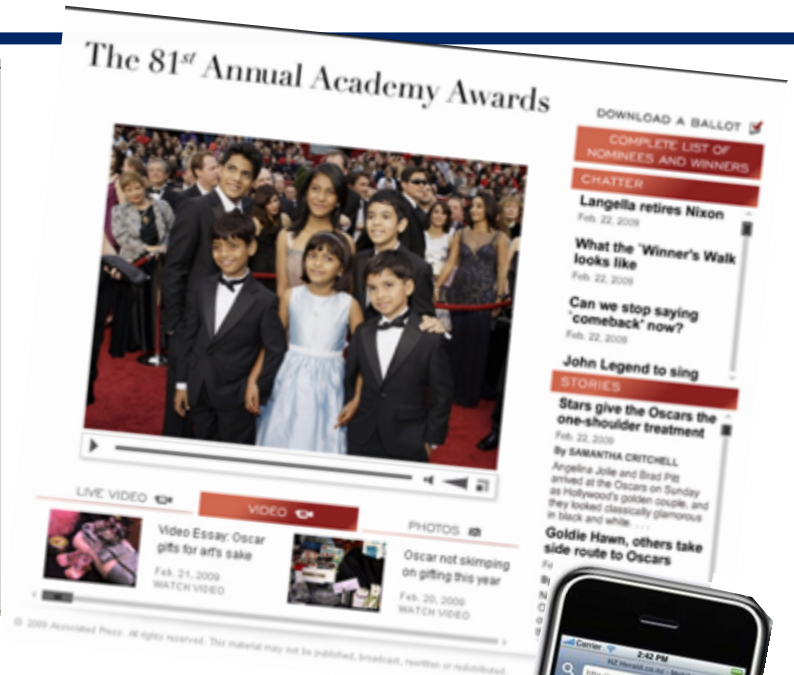 The 81st Annual Academy Awards
DOWNLOAD A BALLOT
COMPLETE LIST OF
NOMINEES AND WINNERS
CHATTER
Langella retires Nixon
Feb. 22, 2009
What the `Winner's Walk
looks like
Feb. 22, 2009
Can we stop saying
`comeback' now?
Feb. 22, 2009
John Legend to sing
STORIES
Stars give the Oscars the
one-shoulder treatment
Feb. 22, 2009
By SAMANTHA CRITCHELL
Angelina Jolie and Brad Pitt
arrived at the Oscars on Sunday
as Hollywood's golden couple, and
they looked classically glamorous
in black and white. . . .
Goldie Hawn, others take
side route to Oscars
LIVE VIDEO
VIDEO
PHOTOS
Video Essay: Oscar
gifts for art's sake
Feb. 21, 2009
WATCH VIDEO
Oscar not skimping
on gifting this year
Feb. 20, 2009
WATCH VIDEO
© 2009 Associated Press. All rights reserved. This material may not be published, broadcast, rewritten or redistributed.
Carrier
2:42 PM